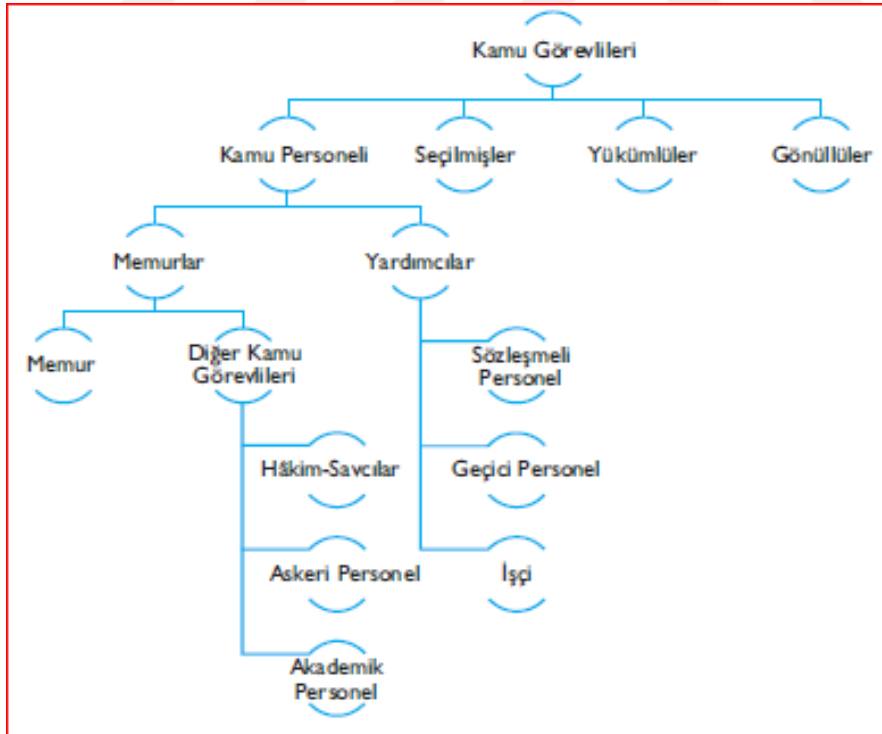 Kamu Görevlileri
Kamu Personeli
Seçilmişler
Yükümlüler
Gönüllüler
Memurlar
Yardımcılar
Memur
Diğer Kamu
Görevlileri
Sözleşmeli
Personel
Hâkim-Savcılar
Geçici Personel
Askeri Personel
İşçi
Akademik
Personel